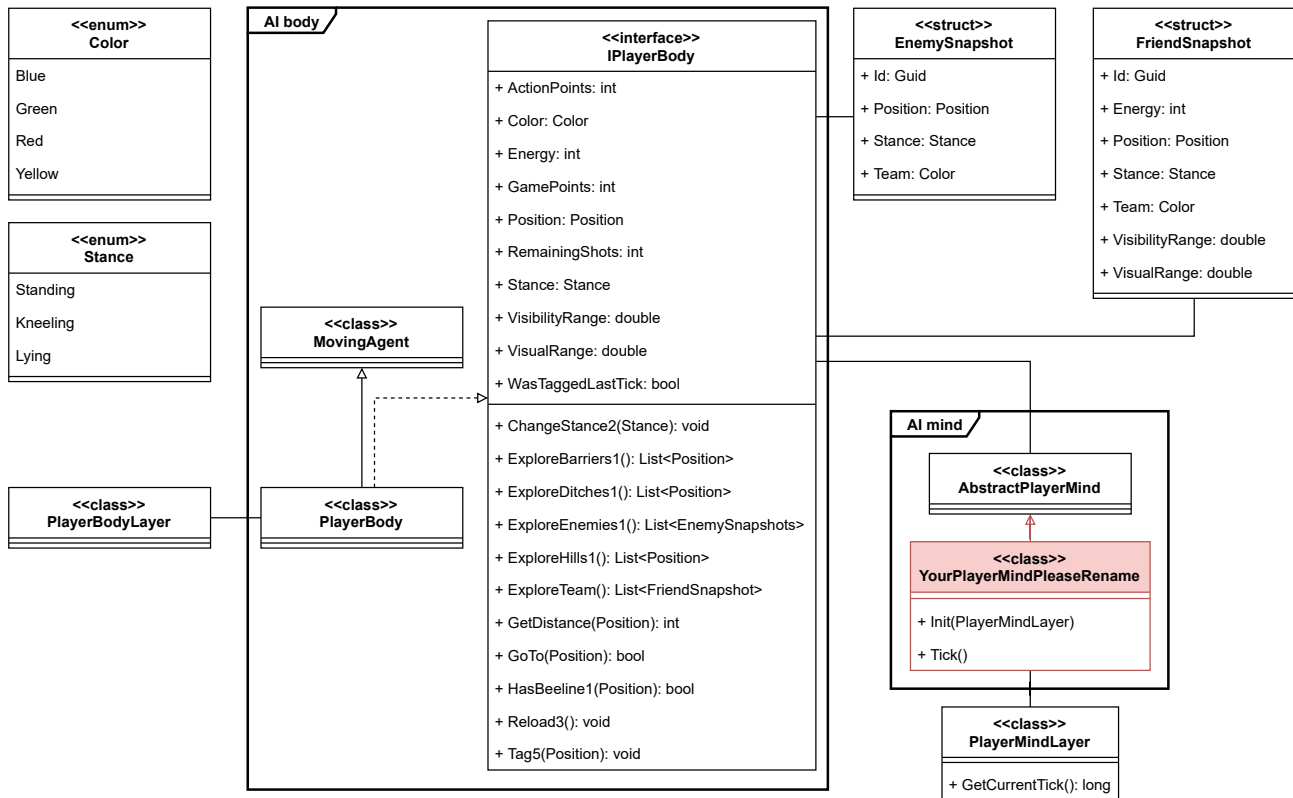 <<enum>>
Color
Blue
Green
Red
Yellow
<<enum>>
Stance
Standing
Kneeling
Lying
AI body
<<interface>>
IPlayerBody
+ ActionPoints: int
+ Color: Color
+ Energy: int
+ GamePoints: int
+ Position: Position
+ RemainingShots: int
+ Stance: Stance
+ VisibilityRange: double
+ VisualRange: double
+ WasTaggedLastTick: bool
+ ChangeStance2(Stance): void
+ ExploreBarriers1(): List<Position>
+ ExploreDitches1(): List<Position>
+ ExploreEnemies1(): List<EnemySnapshots>
+ ExploreHills1(): List<Position>
+ ExploreTeam(): List<FriendSnapshot>
+ GetDistance(Position): int
+ GoTo(Position): bool
+ HasBeeline1(Position): bool
+ Reload3(): void
+ Tag5(Position): void
<<class>>
MovingAgent
<<class>>
PlayerBodyLayer
<<class>>
PlayerBody
<<struct>>
EnemySnapshot
+ Id: Guid
+ Position: Position
+ Stance: Stance
+ Team: Color
<<struct>>
FriendSnapshot
+ Id: Guid
+ Energy: int
+ Position: Position
+ Stance: Stance
+ Team: Color
+ VisibilityRange: double
+ VisualRange: double
AI mind
<<class>>
AbstractPlayerMind
<<class>>
YourPlayerMindPleaseRename
+ Init(PlayerMindLayer)
+ Tick()
<<class>>
PlayerMindLayer
+ GetCurrentTick(): long